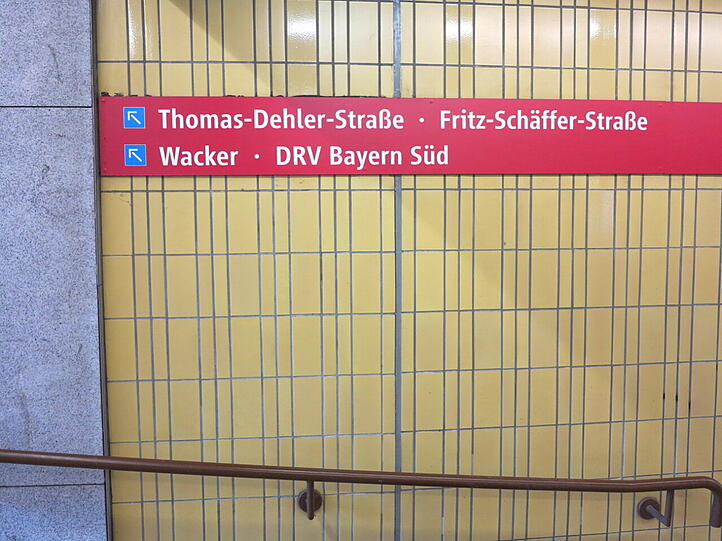 Thomas-Dehler-Straße · Fritz-Schäffer-Straße
Wacker · DRV Bayern Süd